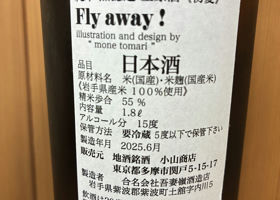 Fly away !
illustration and design by
" mone tomari "
品目 日本酒
原材料名 米(国産)・米麹(国産米)
《岩手県産米 100%使用》
精米歩合 55 %
内容量 1.8ℓ
アルコール分 15度
保管方法 要冷蔵5度以下で保管下さい
製造年月 2025.6月
販売元 地酒銘酒 小山商店
東京都多摩市関戸5-15-17
製造者 合名会社吾妻嶺酒造店
岩手県紫波郡紫波町土舘字内川5